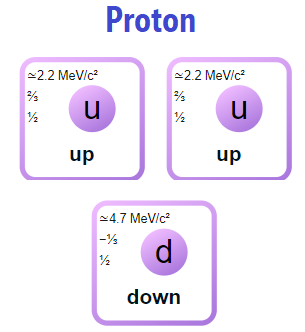 Proton
≃2.2 MeV/c²
⅔
½
u
up
≃2.2 MeV/c²
⅔
½
u
up
≃4.7 MeV/c²
−⅓
½
d
down